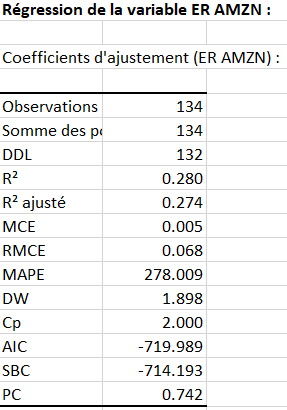 Régression de la variable ER AMZN :
Coefficients d'ajustement (ER AMZN) :
Observations 134
Somme des po 134
DDL 132
R² 0.280
R² ajusté 0.274
MCE 0.005
RMCE 0.068
MAPE 278.009
DW 1.898
Cp 2.000
AIC -719.989
SBC -714.193
PC 0.742